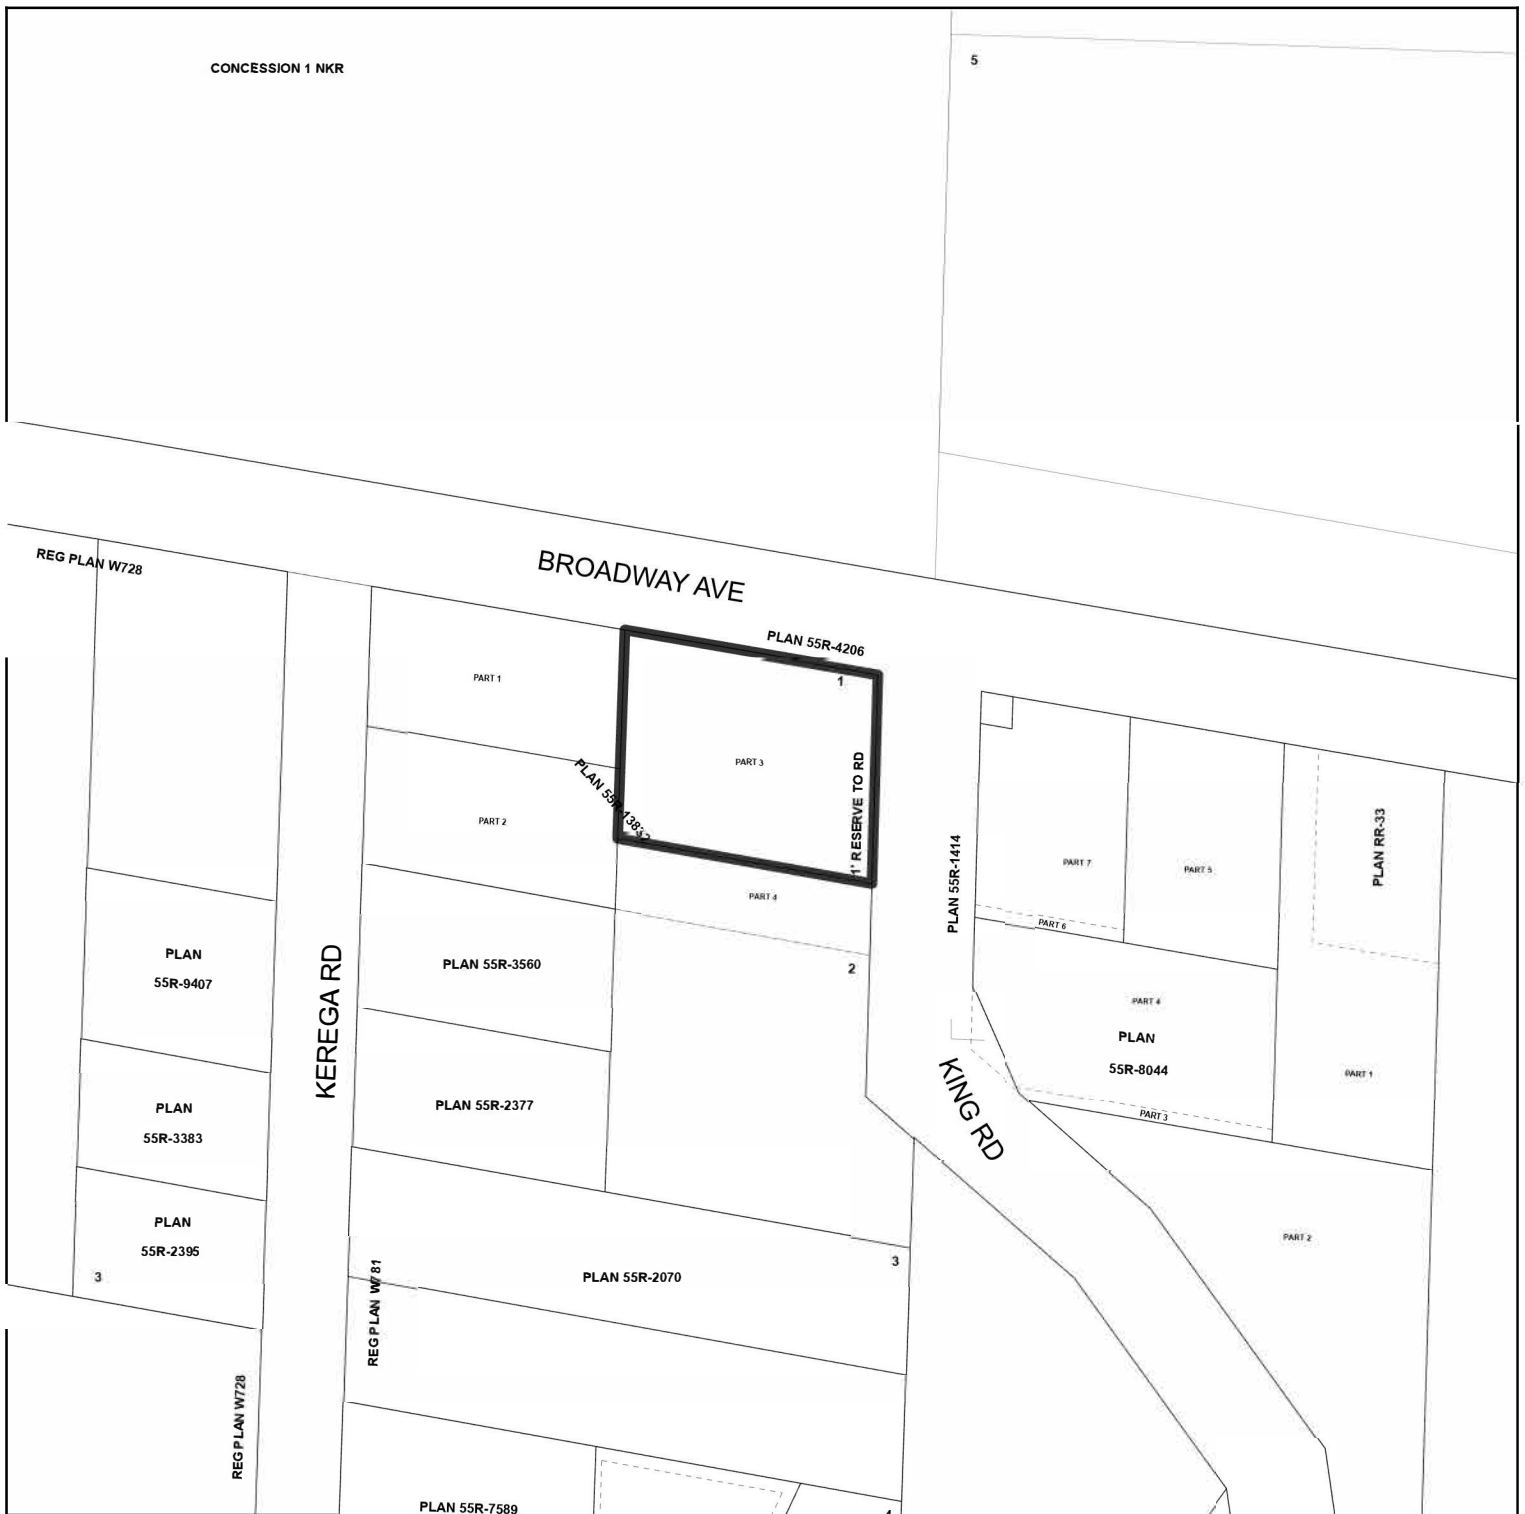 CONCESSION 1 NKR
5
REG PLAN W728
BROADWAY AVE
PLAN 55R-4206
1
PART 1
PART 3
1' RESERVE TO RD
PART 2
PART 4
2
PLAN 55R-1414
PART 7
PART 5
PLAN RR-33
PART 6
PLAN
55R-9407
KEREGA RD
PLAN 55R-3560
PART 4
PLAN
55R-8044
PART 1
PLAN
55R-3383
PLAN 55R-2377
KING RD
PART 3
PLAN
55R-2395
3
REG PLAN W781
PLAN 55R-2070
3
PART 2
REG PLAN W728
PLAN 55R-7589